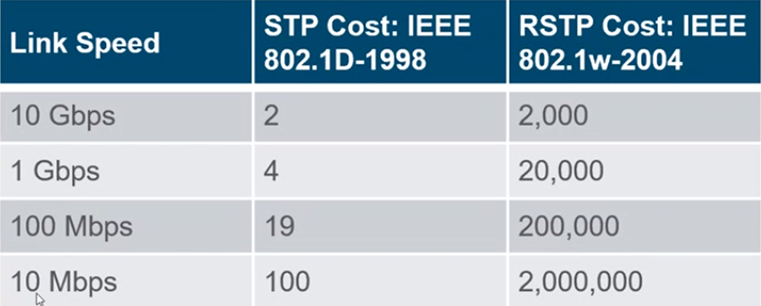 Link Speed
STP Cost: IEEE
802.1D-1998
RSTP Cost: IEEE
802.1w-2004
10 Gbps
2
2,000
1 Gbps
4
20,000
100 Mbps
19
200,000
10 Mbps
100
2,000,000